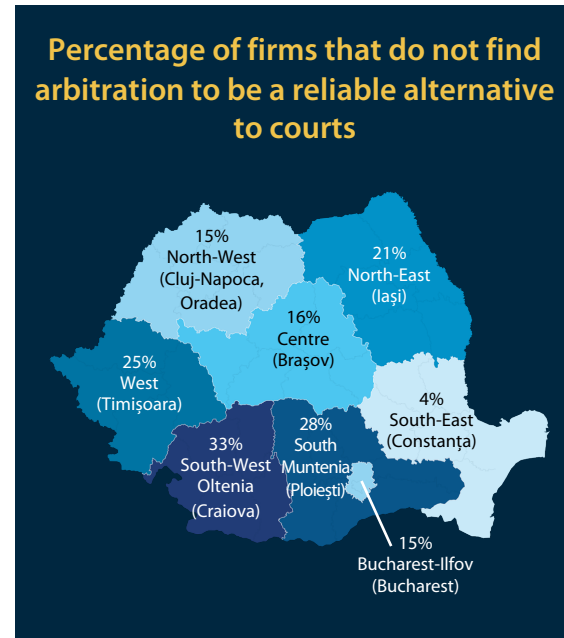 Percentage of firms that do not find
arbitration to be a reliable alternative
to courts
15%
North-West
(Cluj-Napoca,
Oradea)
21%
North-East
(Iași)
16%
Centre
(Brașov)
25%
West
(Timișoara)
4%
South-East
(Constanța)
33%
South-West
Oltenia
(Craiova)
28%
South
Muntenia
(Ploiești)
15%
Bucharest-Ilfov
(Bucharest)